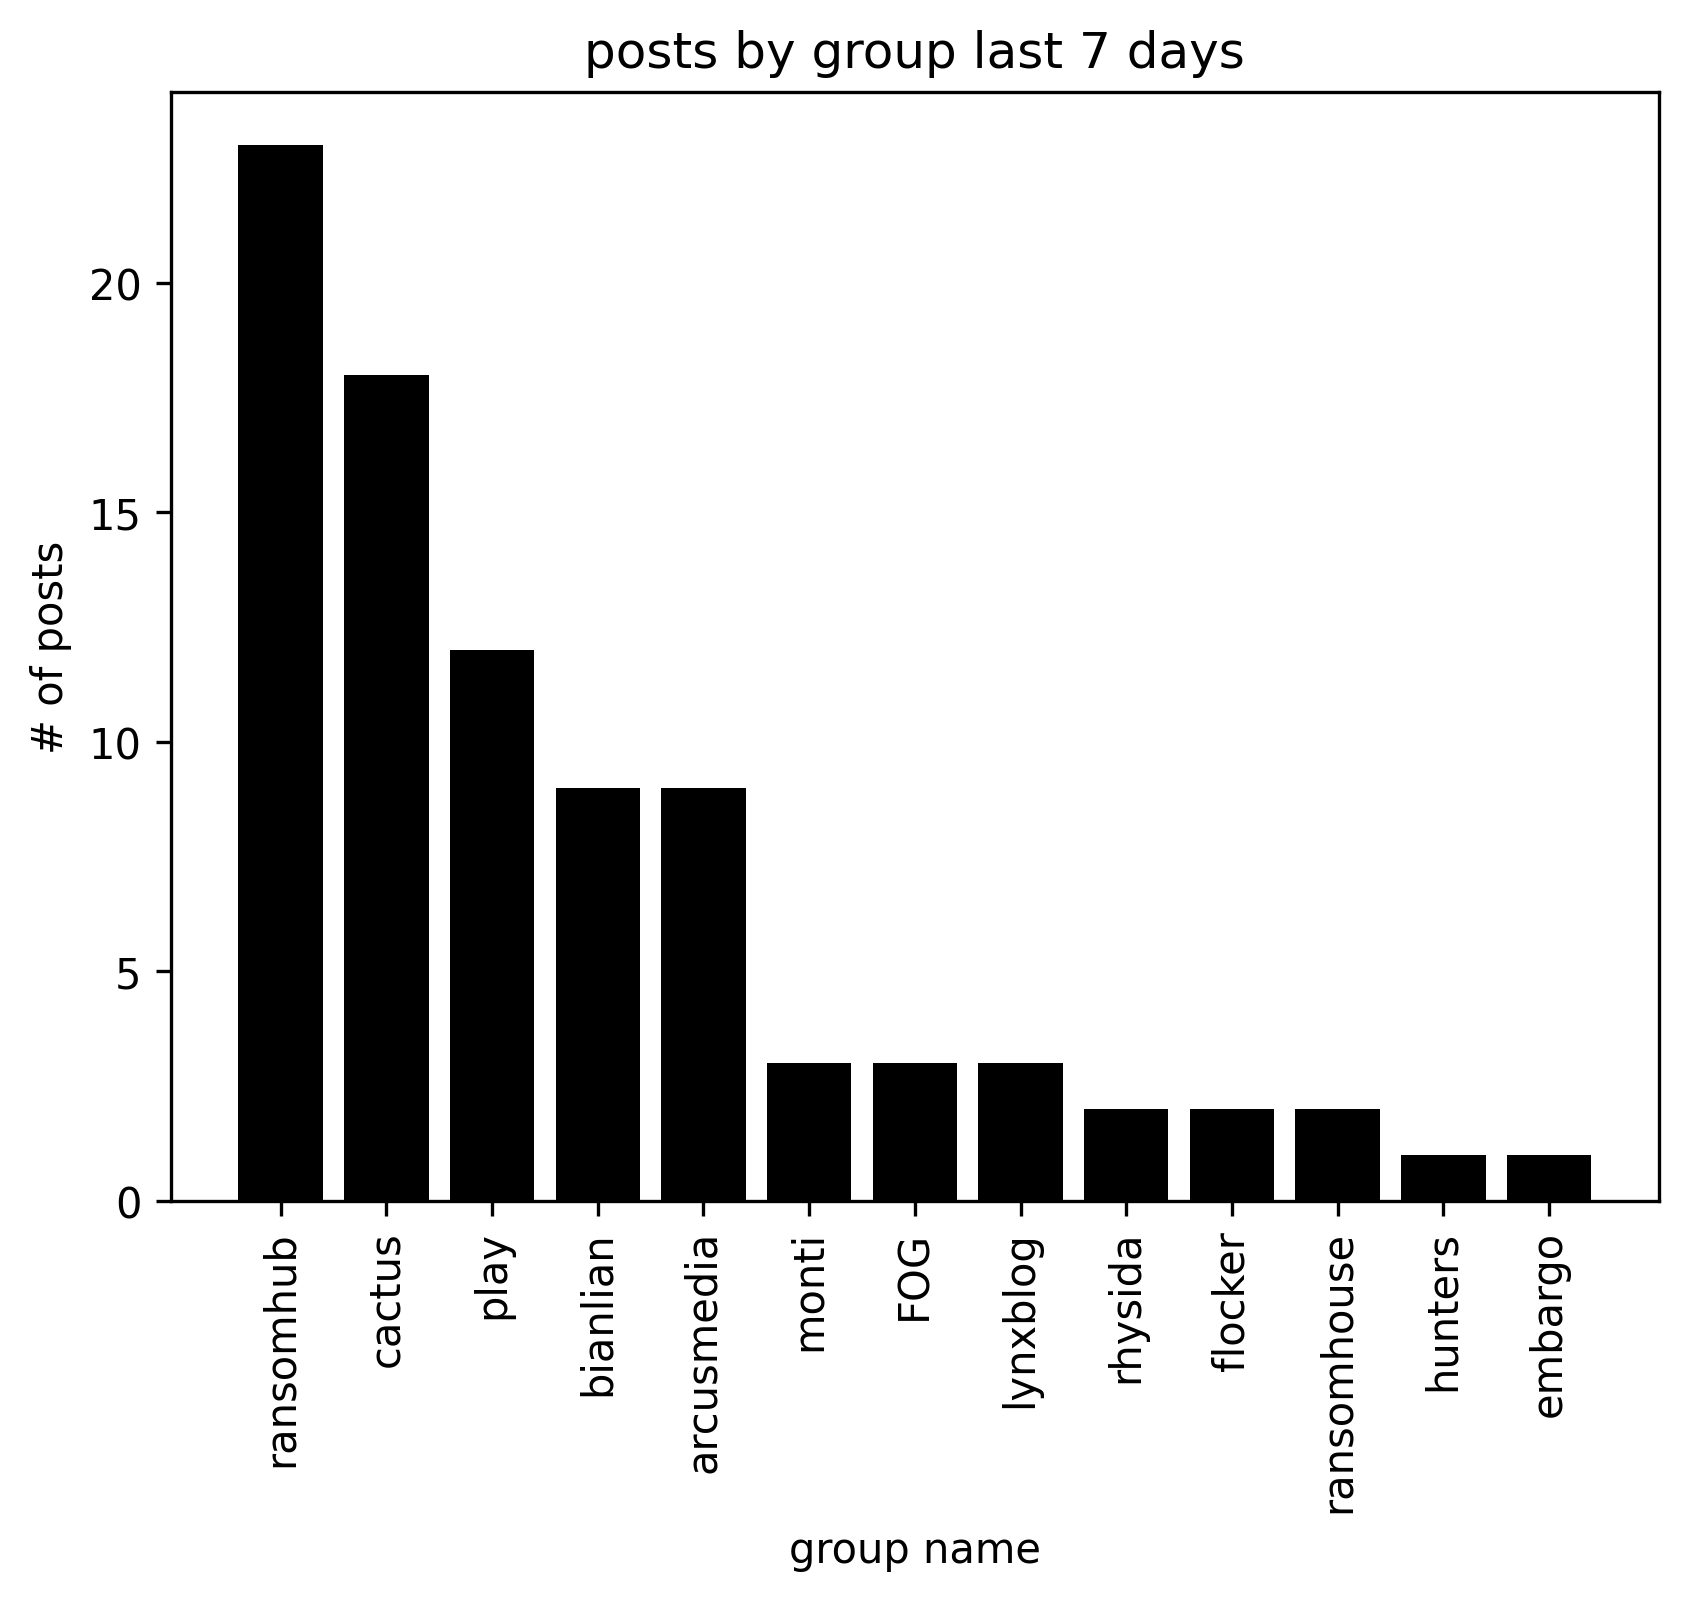 posts by group last 7 days
# of posts
20
15
10
5
0
ransomhub
cactus
play
bianlian
arcusmedia
monti
FOG
lynxblog
rhysida
flocker
ransomhouse
hunters
embargo
group name